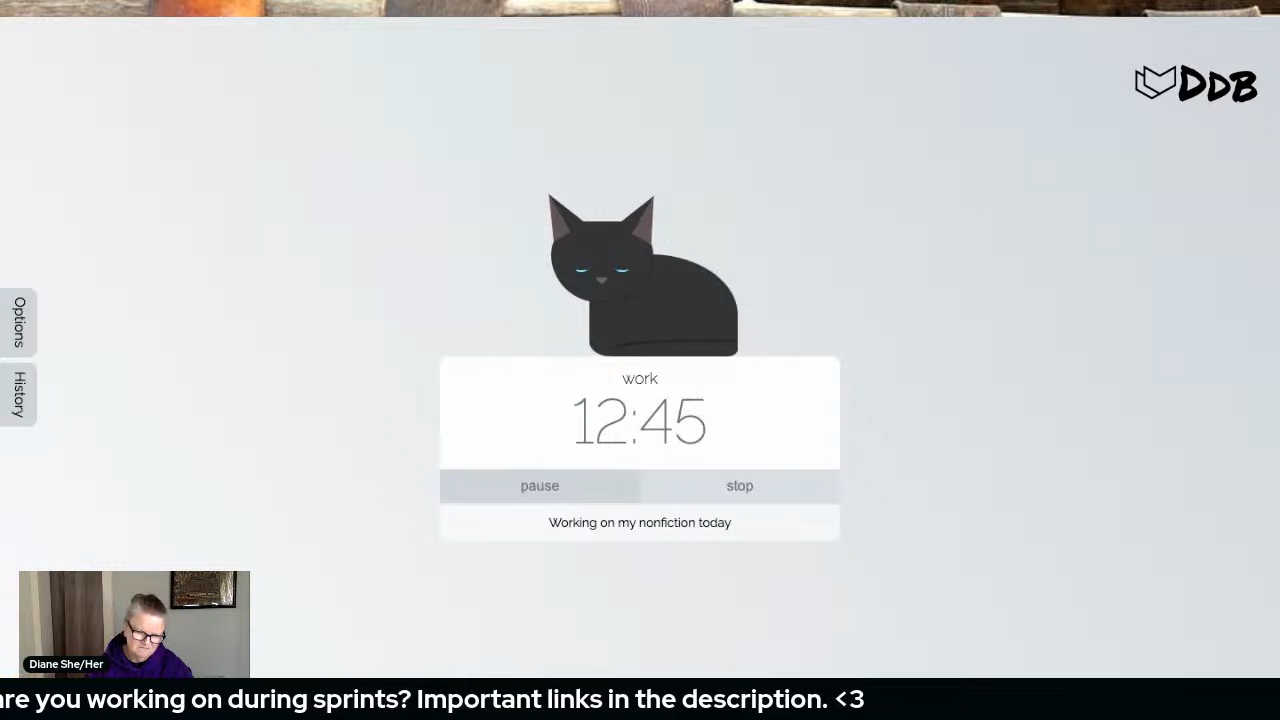 DDB
Options
History
work
12:45
pause
stop
Working on my nonfiction today
Diane She/Her
are you working on during sprints? Important links in the description. <3